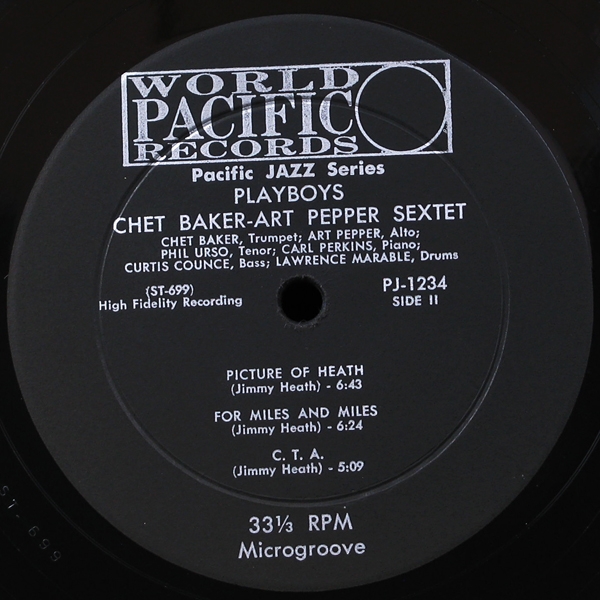 WORLD
PACIFIC
RECORDS
Pacific JAZZ Series
PLAYBOYS
CHET BAKER-ART PEPPER SEXTET
CHET BAKER, Trumpet; ART PEPPER, Alto;
PHIL URSO, Tenor; CARL PERKINS, Piano;
CURTIS COUNCE, Bass; LAWRENCE MARABLE, Drums
(ST-699)
High Fidelity Recording
PJ-1234
SIDE II
PICTURE OF HEATH
(Jimmy Heath) - 6:43
FOR MILES AND MILES
(Jimmy Heath) - 6:24
C. T. A.
(Jimmy Heath) - 5:09
33⅓ RPM
Microgroove
ST-699